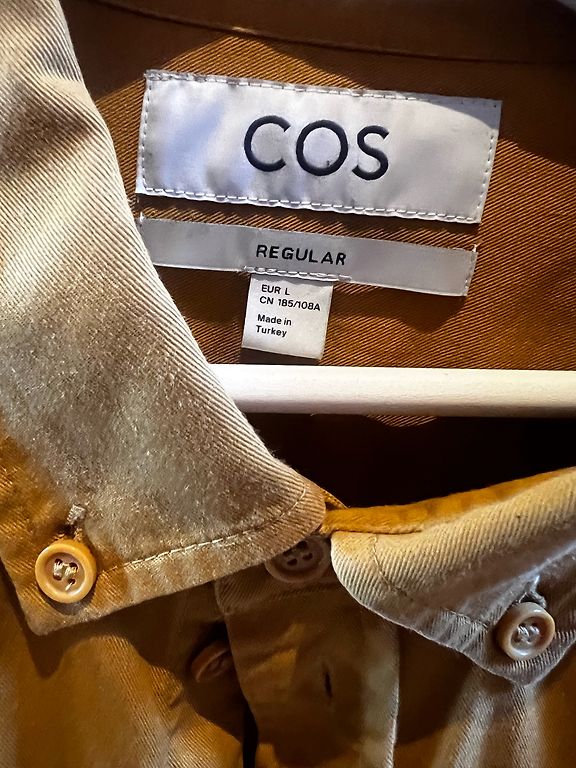 COS
REGULAR
EUR L
CN 185/108A
Made in
Turkey